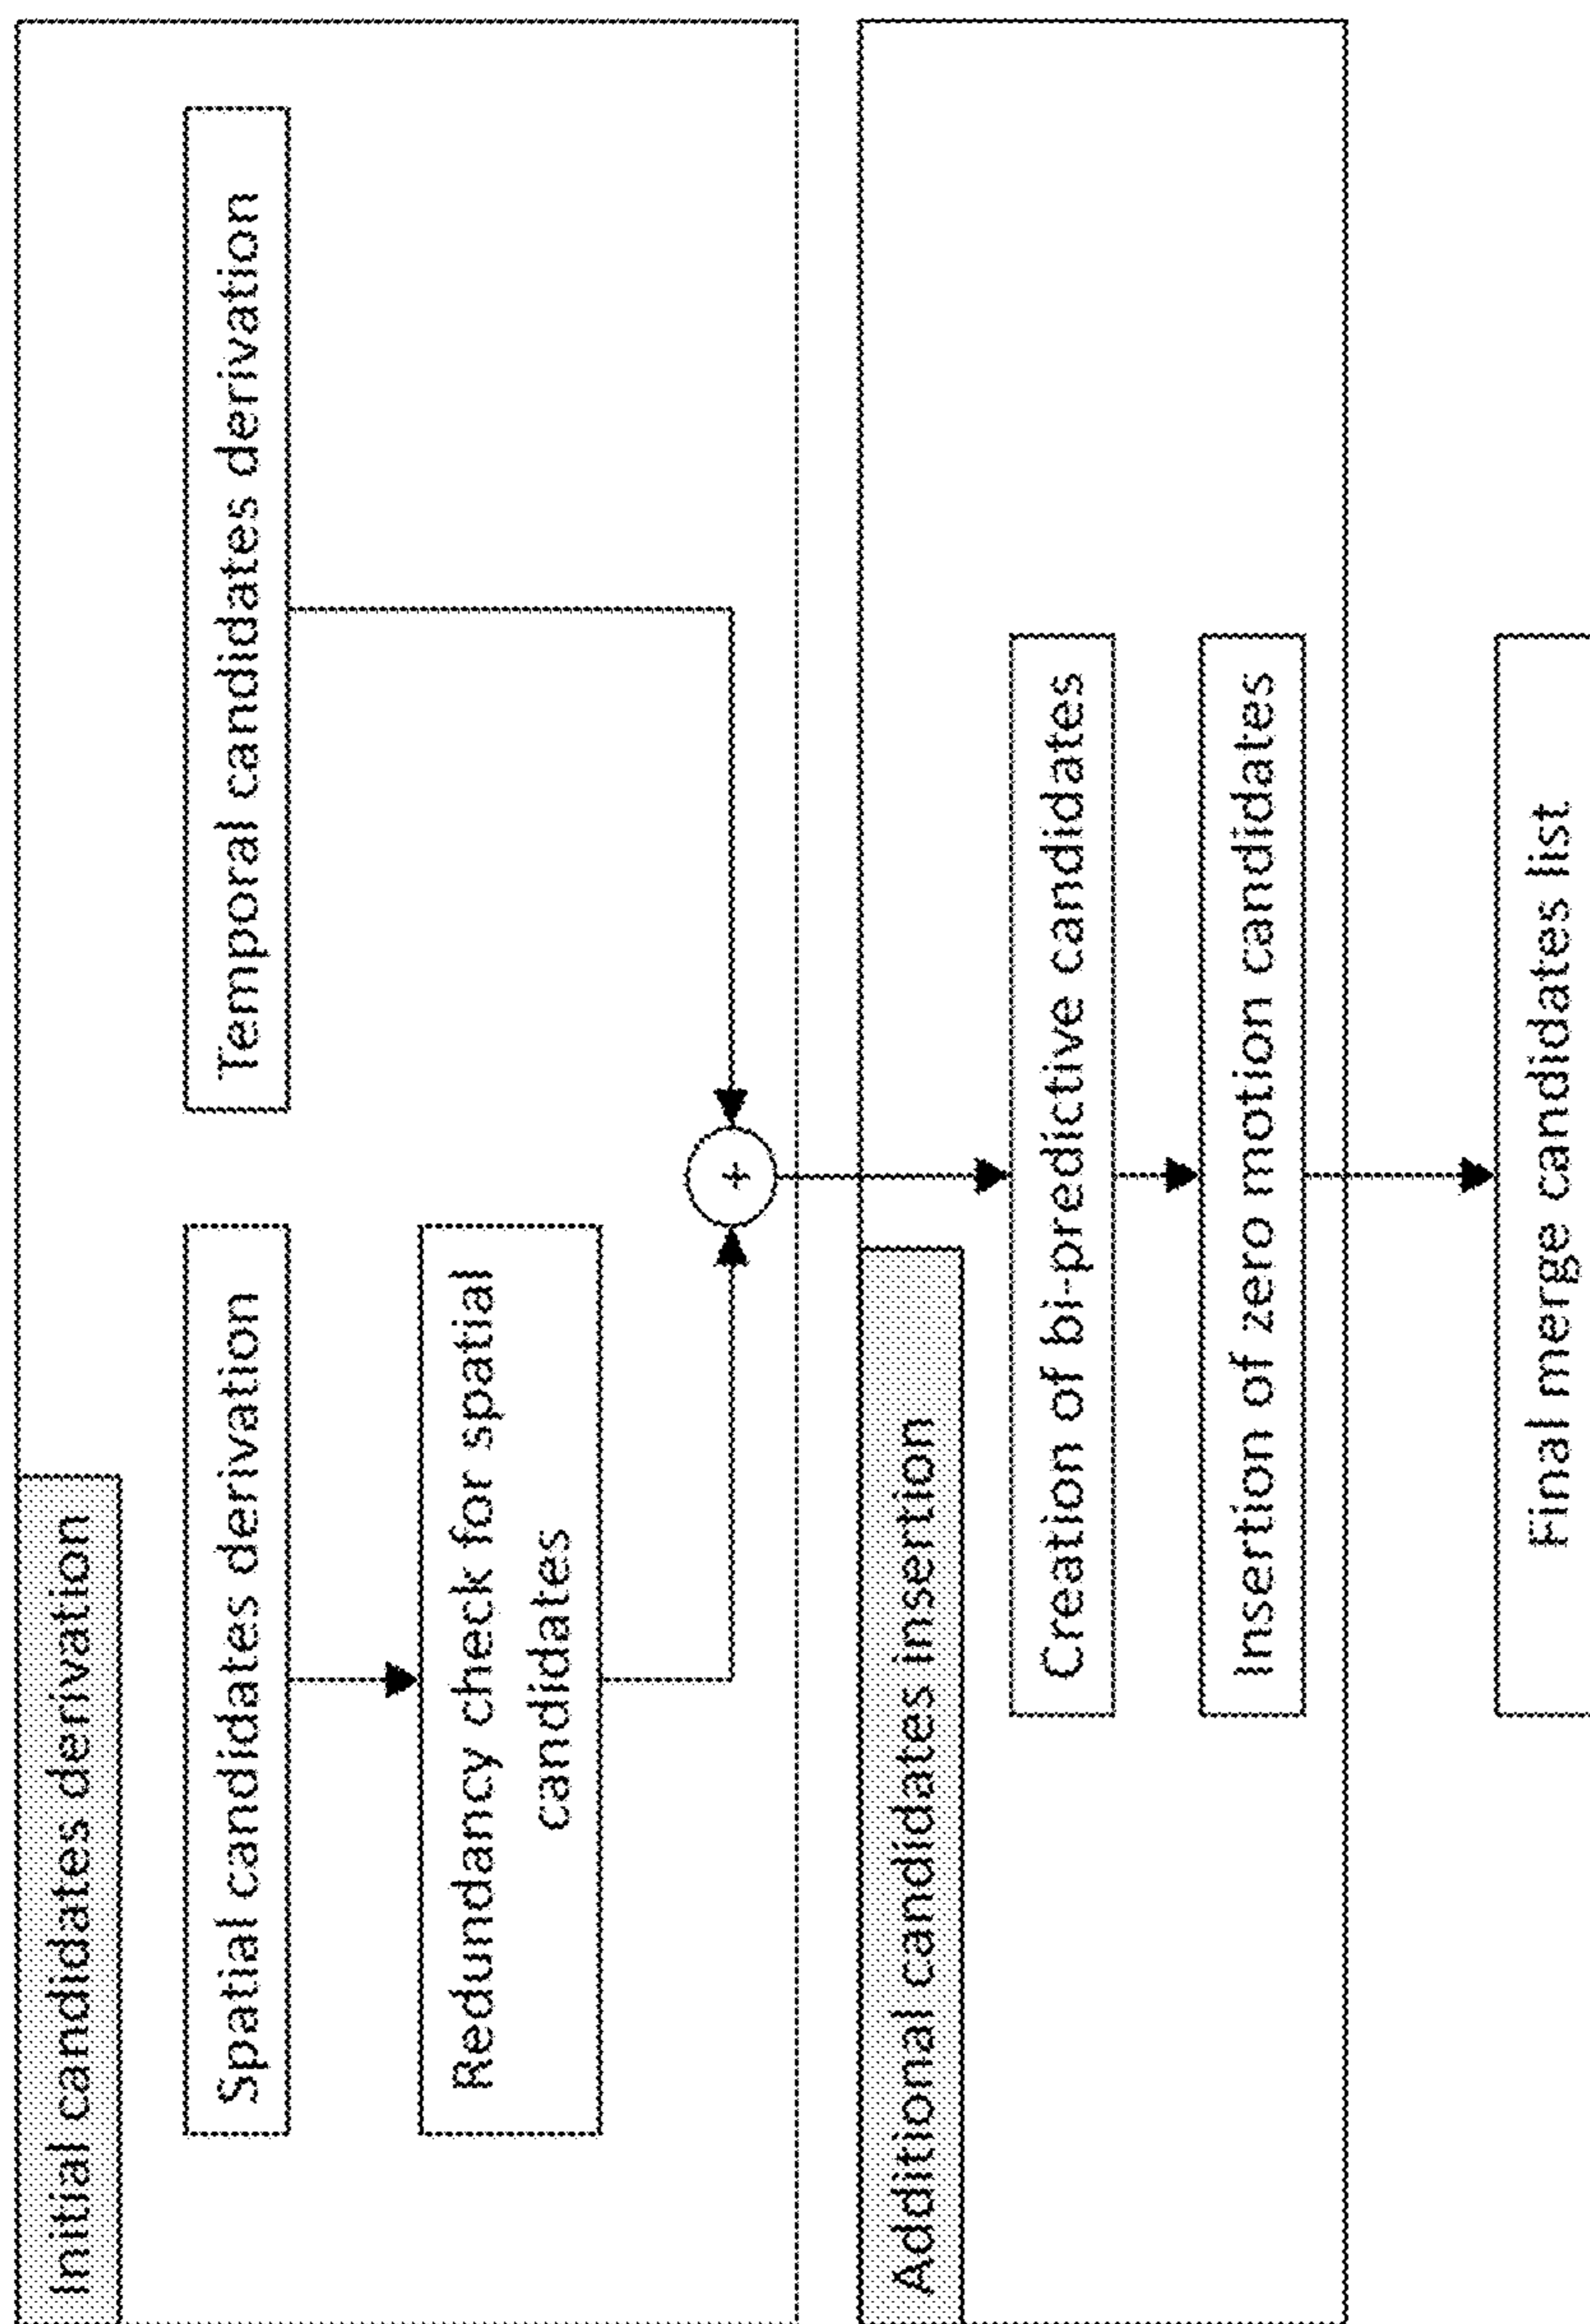 Initial candidates derivation
Spatial candidates derivation
Temporal candidates derivation
Redundancy check for spatial
candidates
+
Additional candidates insertion
Creation of bi-predictive candidates
Insertion of zero motion candidates
Final merge candidates list